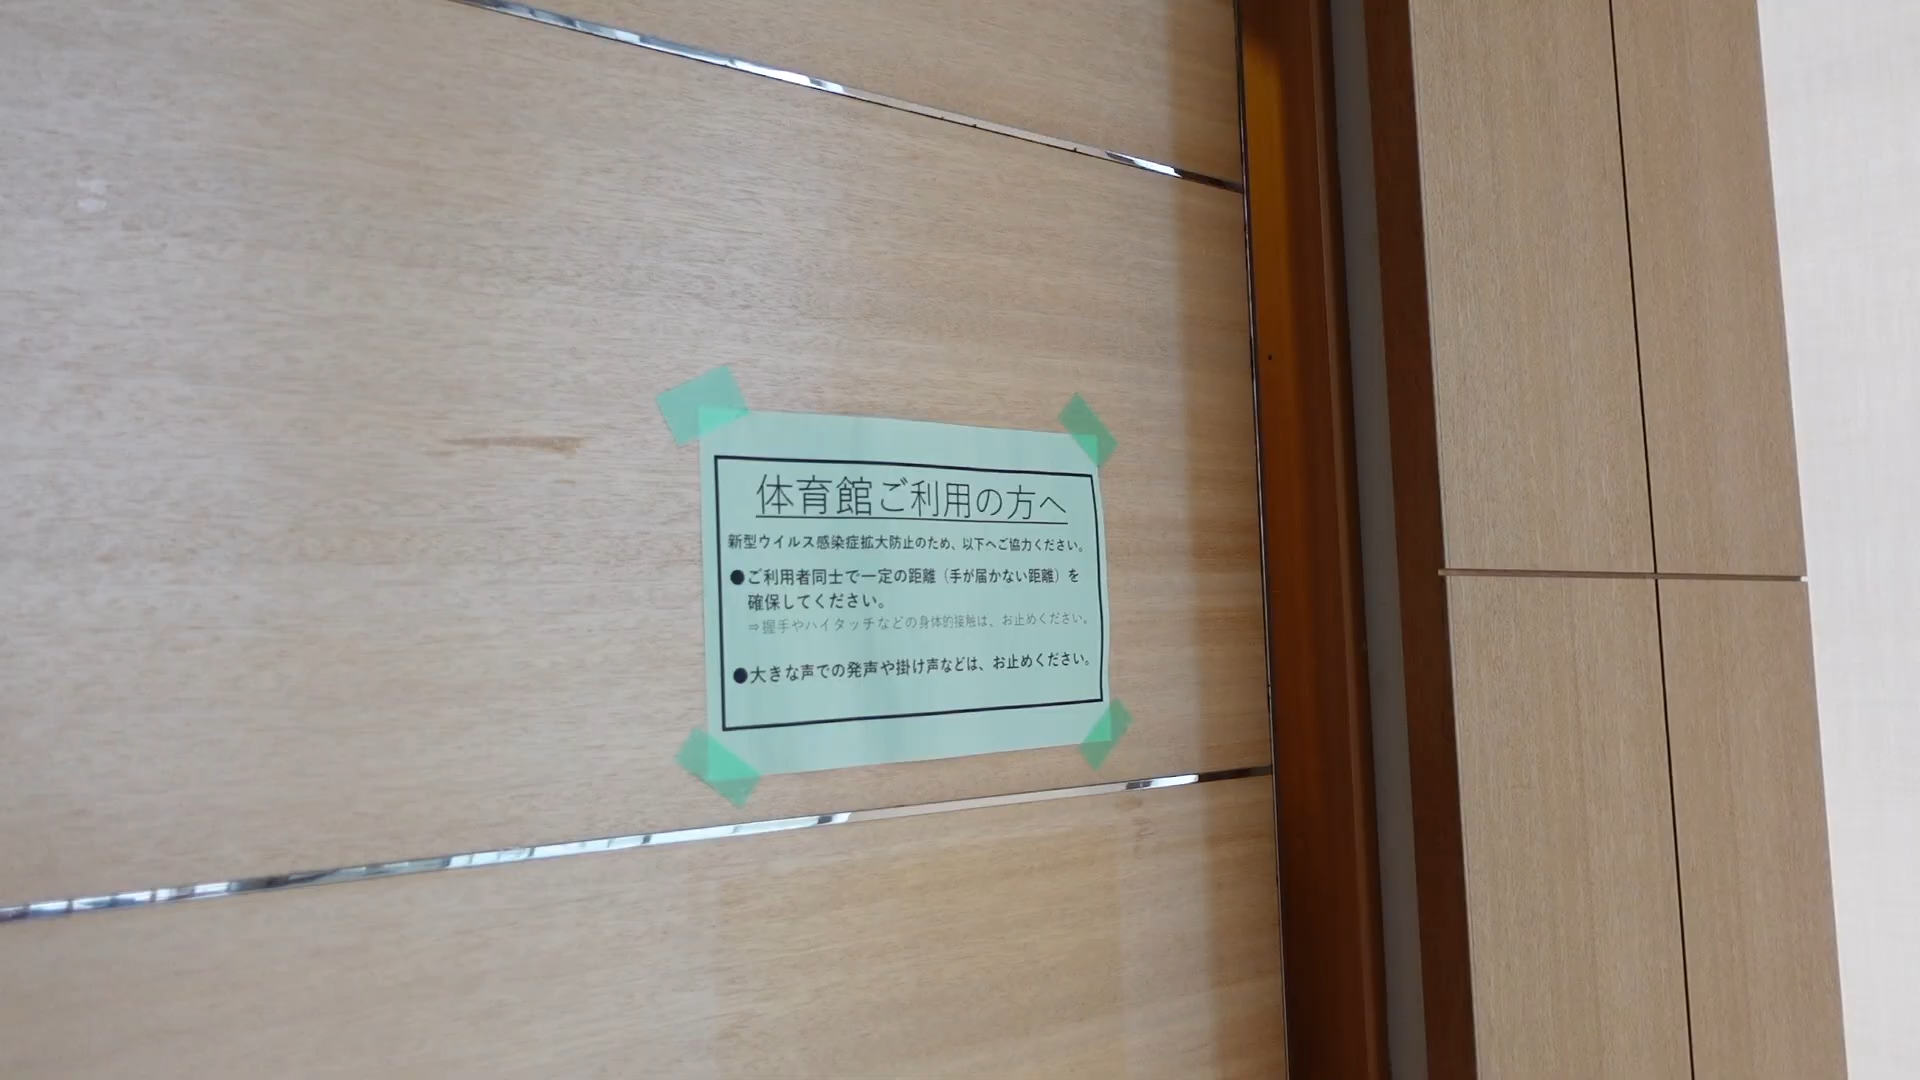 体育館ご利用の方へ
新型ウイルス感染症拡大防止のため、以下へご協力ください。
●ご利用者同士で一定の距離（手が届かない距離）を
確保してください。
⇒握手やハイタッチなどの身体的接触は、お止めください。
●大きな声での発声や掛け声などは、お止めください。